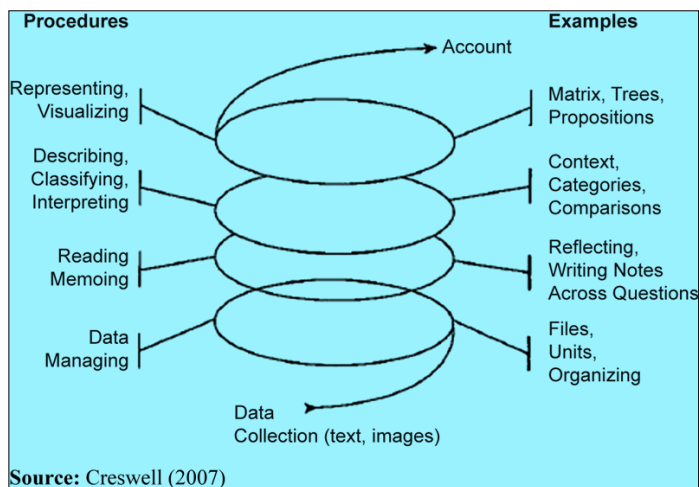 Procedures
Examples
Account
Representing,
Visualizing
Matrix, Trees,
Propositions
Describing,
Classifying,
Interpreting
Context,
Categories,
Comparisons
Reading
Memoing
Reflecting,
Writing Notes
Across Questions
Data
Managing
Files,
Units,
Organizing
Data
Collection (text, images)
Source: Creswell (2007)